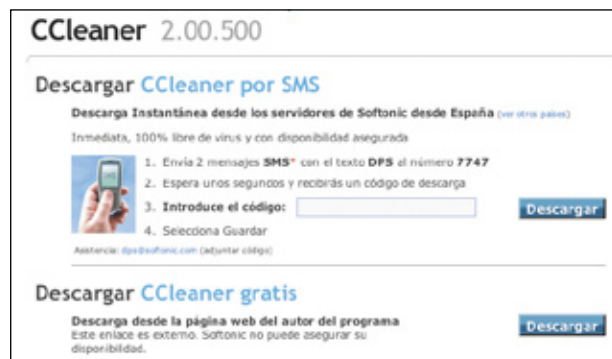 CCleaner 2.00.500
Descargar CCleaner por SMS
Descarga Instantánea desde los servidores de Softonic desde España (ver otros países)
Inmediata, 100% libre de virus y con disponibilidad asegurada
1. Envía 2 mensajes SMS* con el texto DPS al número 7747
2. Espera unos segundos y recibirás un código de descarga
3. Introduce el código:
Descargar
4. Selecciona Guardar
Asistencia: dps@softonic.com (adjuntar código)
Descargar CCleaner gratis
Descarga desde la página web del autor del programa
Este enlace es externo. Softonic no puede asegurar su
disponibilidad.
Descargar